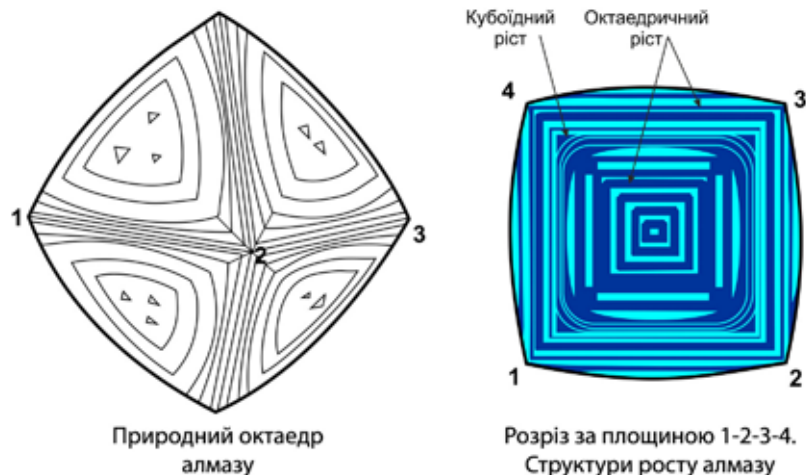 Кубоїдний
ріст
Октаедричний
ріст
4
3
1
2
3
1
2
Природний октаедр
алмазу
Розріз за площиною 1-2-3-4.
Структури росту алмазу